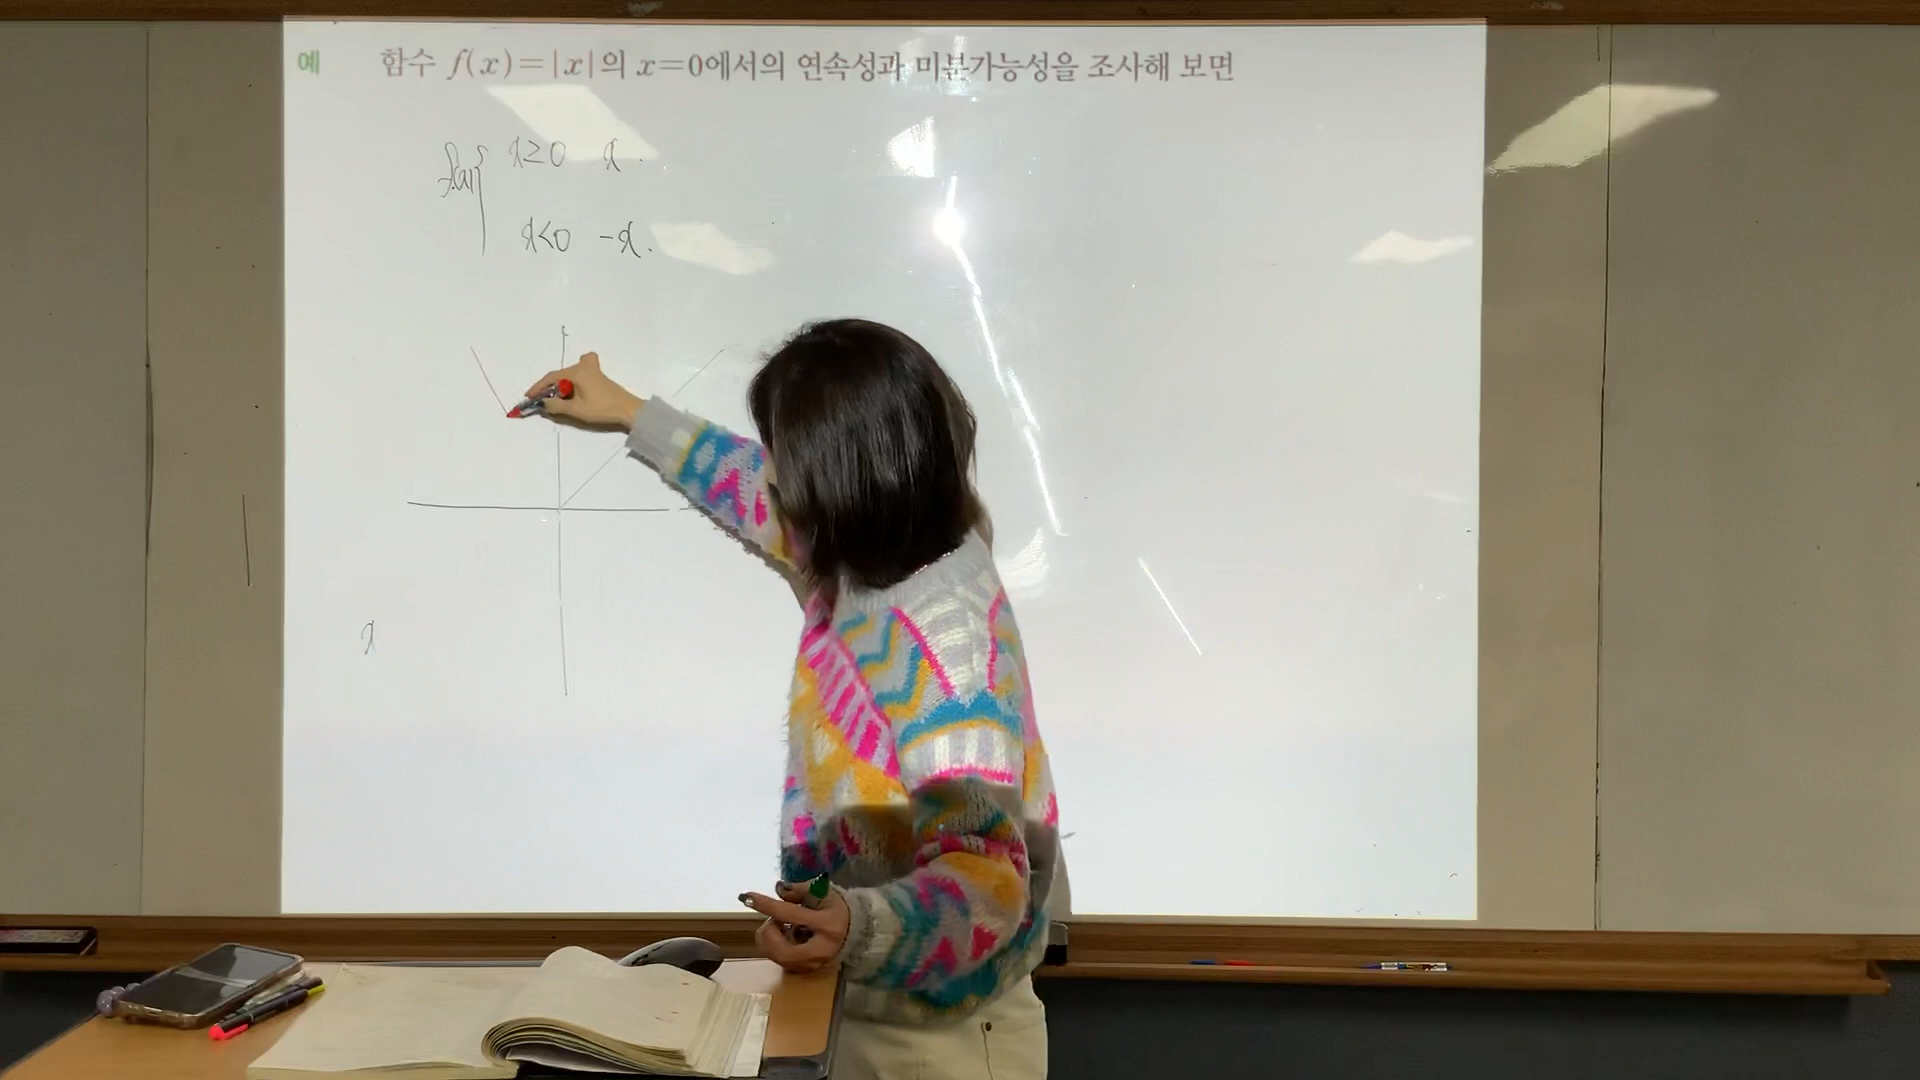 예 함수 f(x)=|x|의 x=0에서의 연속성과 미분가능성을 조사해 보면
f(x) { x≥0 x.
x<0 -x.
x